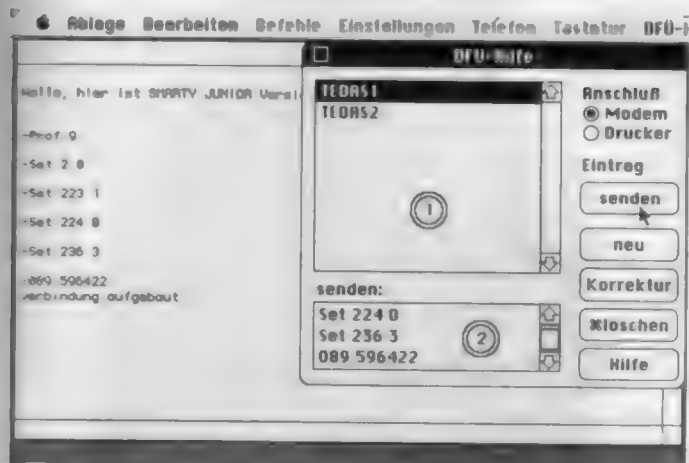 Ablage Bearbeiten Befehle Einstellungen Telefon Tastatur DFÜ-
DFÜ-Hilfe
Hallo, hier ist SMARTY JUNIOR Versi
-Prof 9
-Set 2 0
-Set 223 1
-Set 224 0
-Set 236 3
-089 596422
Verbindung aufgebaut
TEDAS1
TEDAS2
1
senden:
Set 224 0
Set 236 3
089 596422
2
Anschluß
Modem
Drucker
Eintrag
senden
neu
Korrektur
löschen
Hilfe